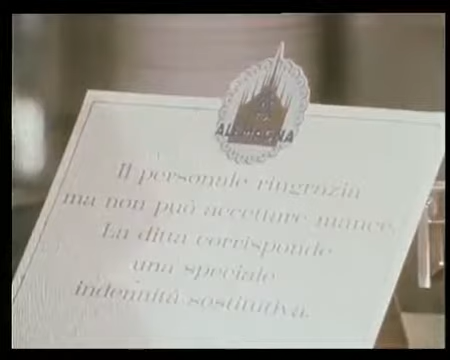 ALEMAGNA
Il personale ringrazia
ma non può accettare mance.
La ditta corrisponde
una speciale
indennità sostitutiva.